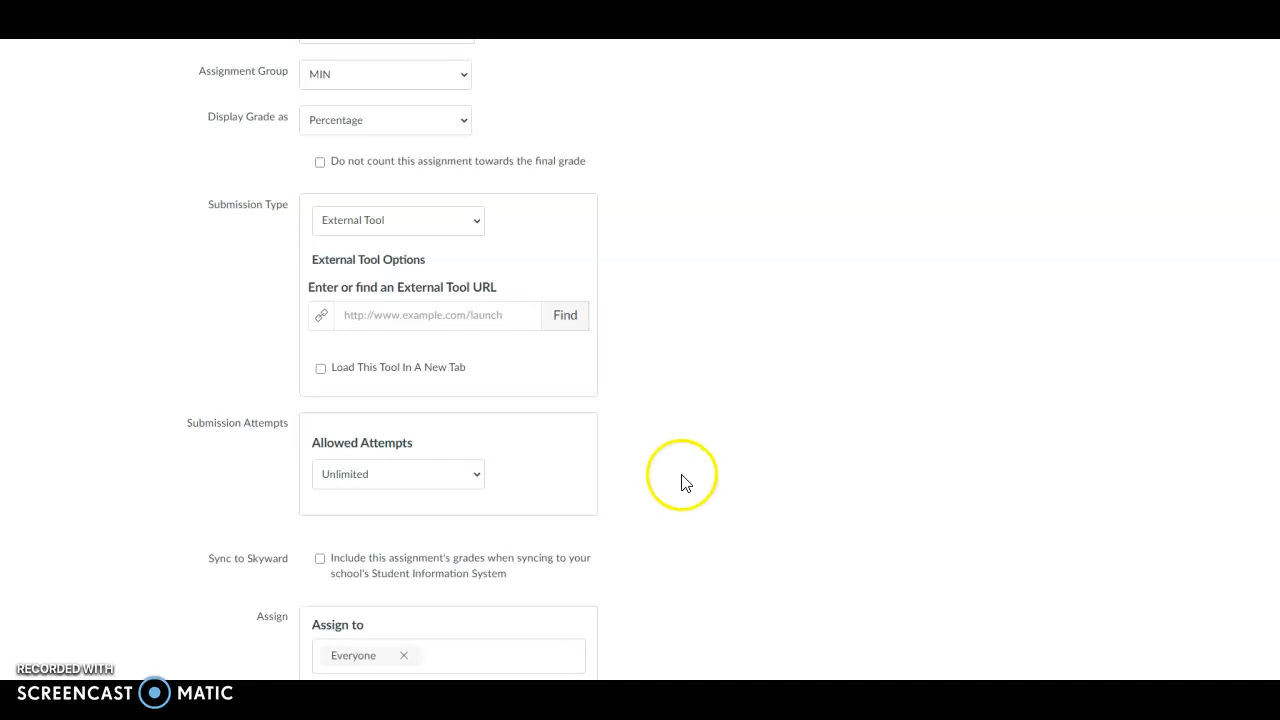 Assignment Group
MIN
Display Grade as
Percentage
Do not count this assignment towards the final grade
Submission Type
External Tool
External Tool Options
Enter or find an External Tool URL
http://www.example.com/launch
Find
Load This Tool In A New Tab
Submission Attempts
Allowed Attempts
Unlimited
Sync to Skyward
Include this assignment's grades when syncing to your
school's Student Information System
Assign
Assign to
Everyone
RECORDED WITH
SCREENCAST MATIC